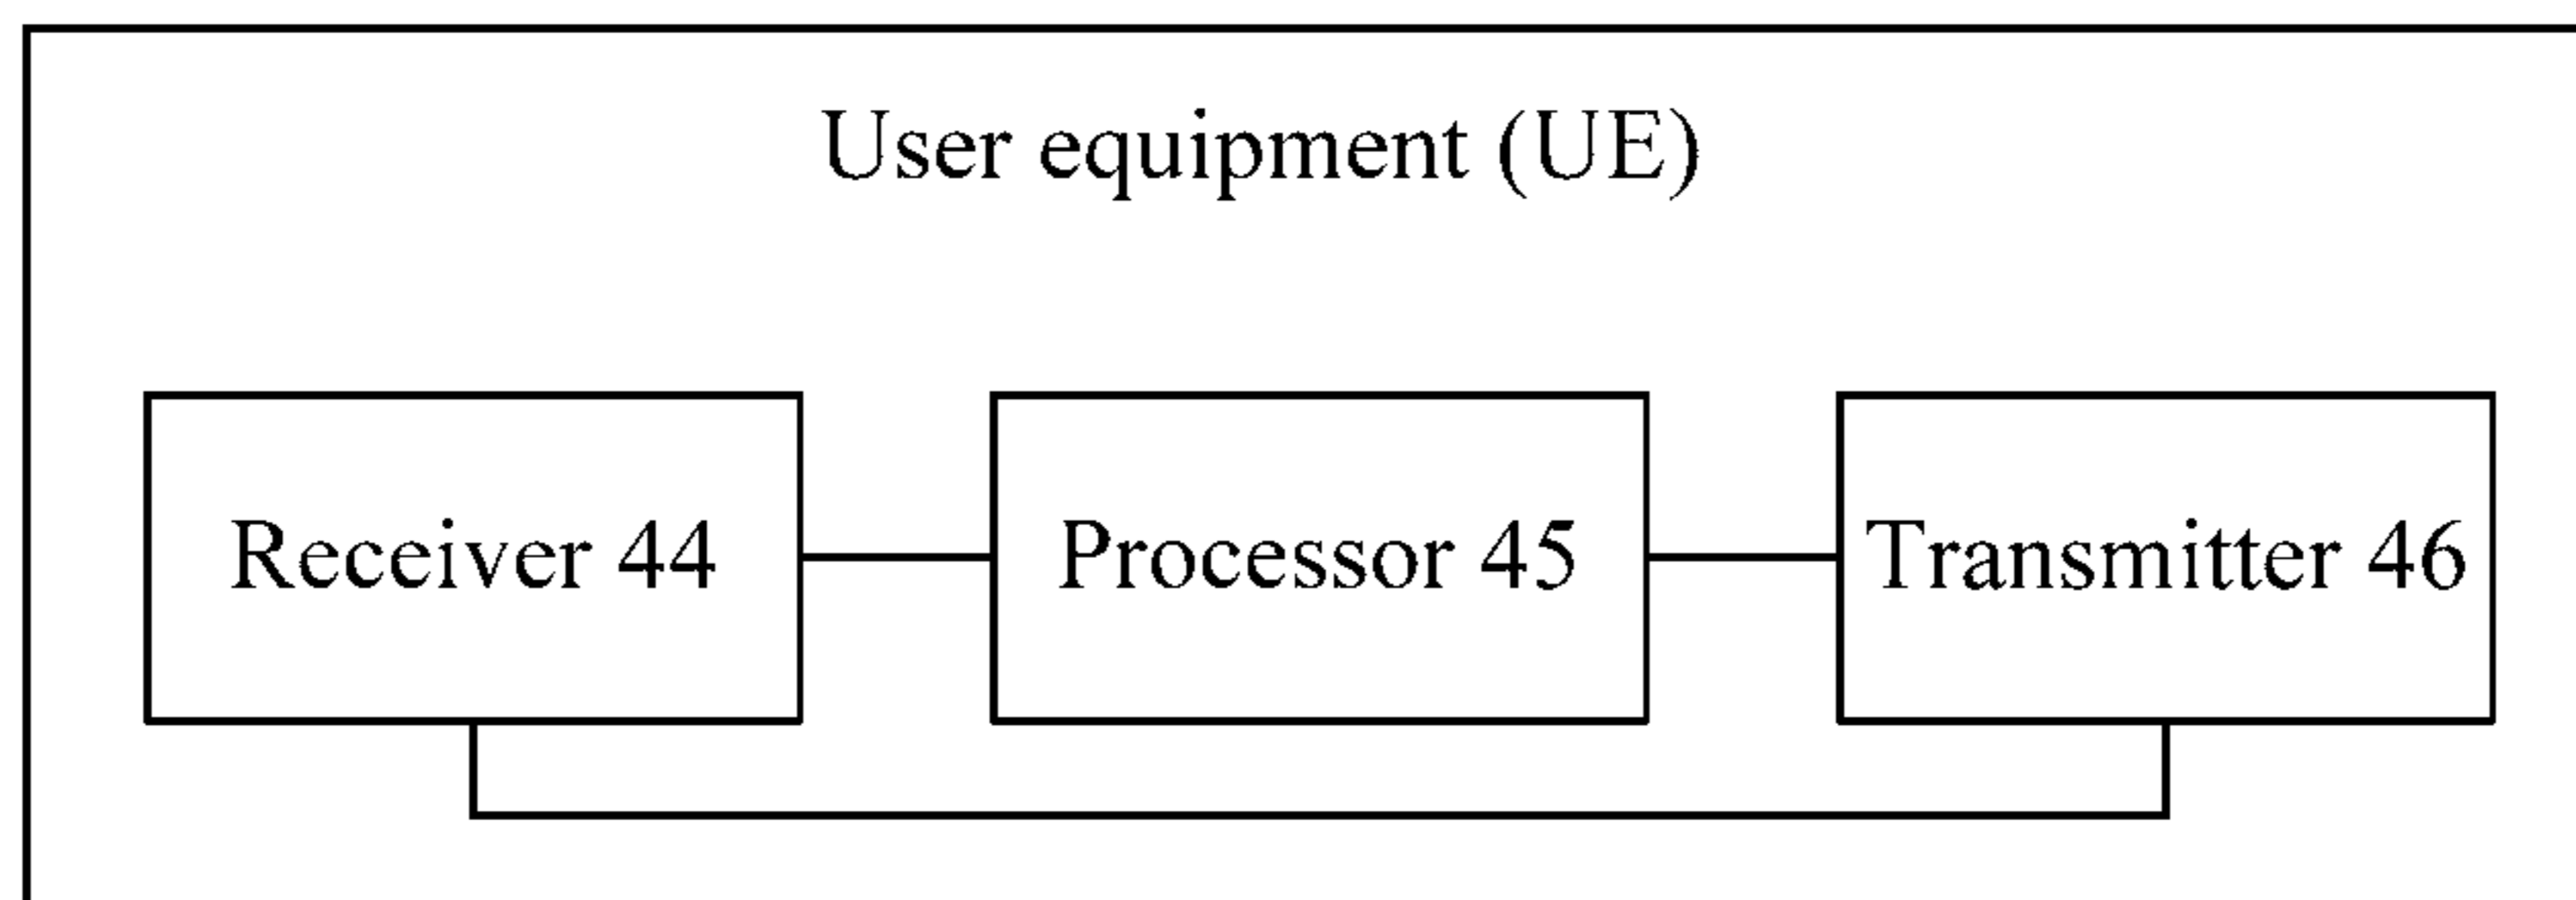 User equipment (UE)
Receiver 44
Processor 45
Transmitter 46